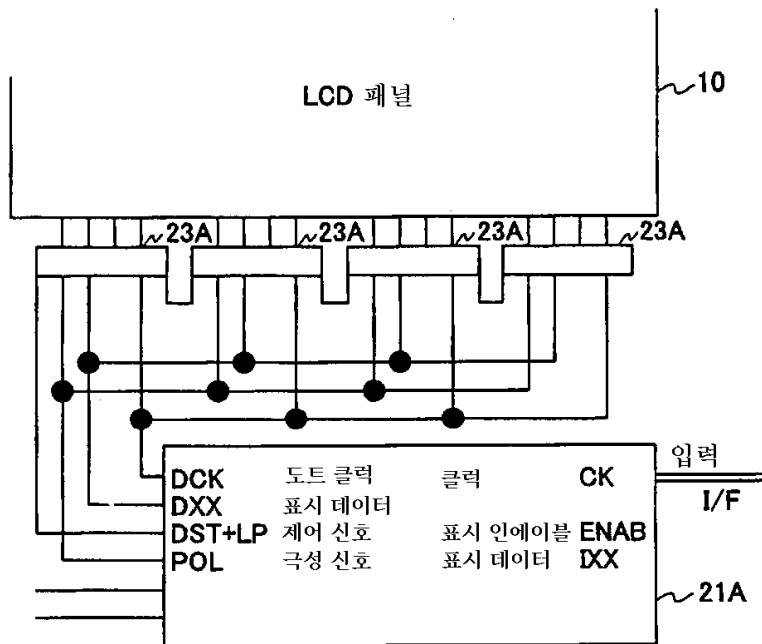 LCD 패널
10
23A 23A 23A 23A
입력
DCK 도트 클럭 클럭 CK
I/F
DXX 표시 데이터
DST+LP 제어 신호 표시 인에이블 ENAB
POL 극성 신호 표시 데이터 IXX
21A